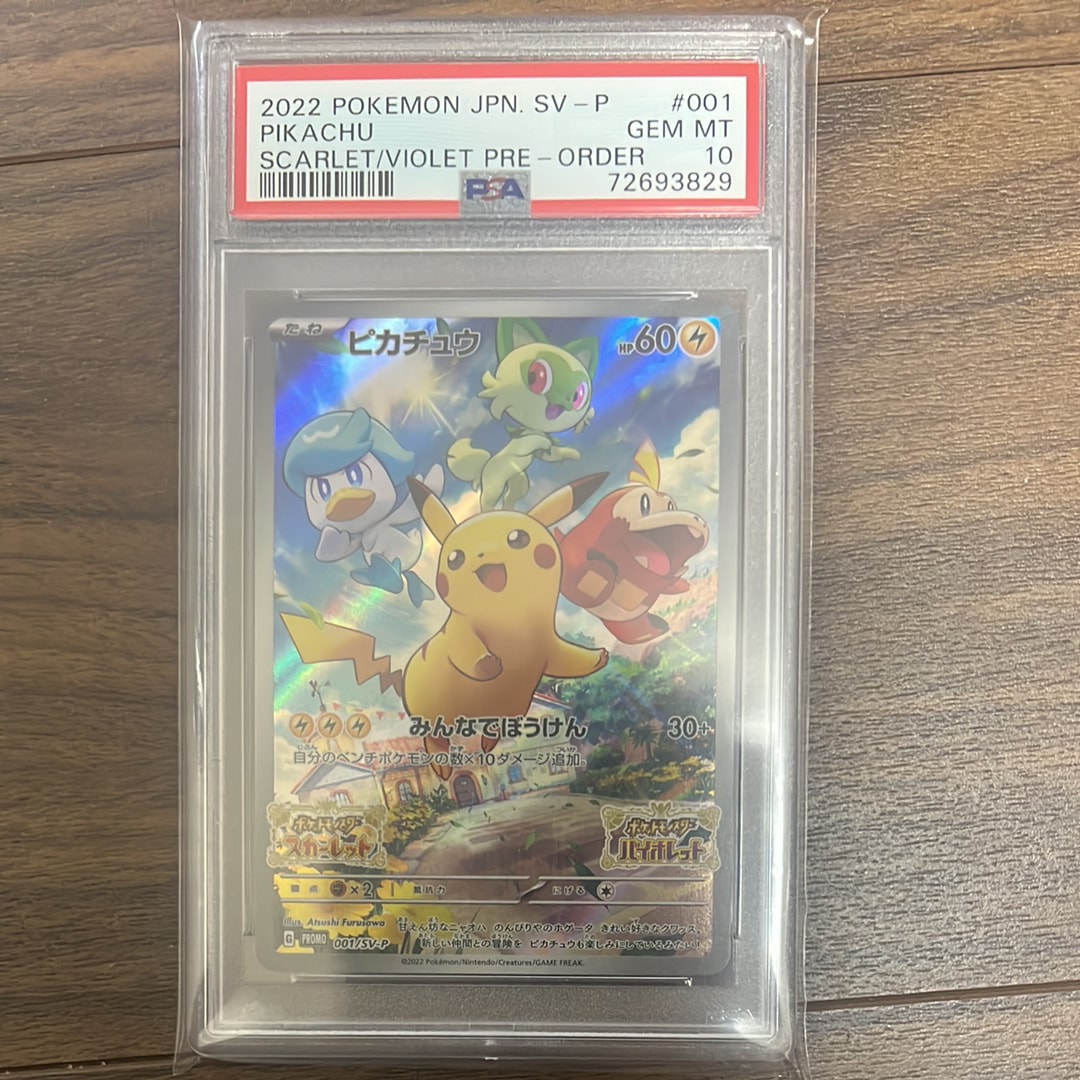 2022 POKEMON JPN. SV-P #001
PIKACHU GEM MT
SCARLET/VIOLET PRE-ORDER 10
PSA 72693829
たね ピカチュウ HP60
みんなでぼうけん 30+
自分のベンチポケモンの数×10ダメージ追加。
ポケットモンスター
スカーレット
ポケットモンスター
バイオレット
弱点 ×2 抵抗力 にげる
Illus. Atsushi Furusawa
甘えん坊なニャオハ のんびりやのホゲータ きれい好きなクワッス
新しい仲間との冒険を ピカチュウも楽しみにしているみたい!
G PROMO 001/SV-P
©2022 Pokémon/Nintendo/Creatures/GAME FREAK.